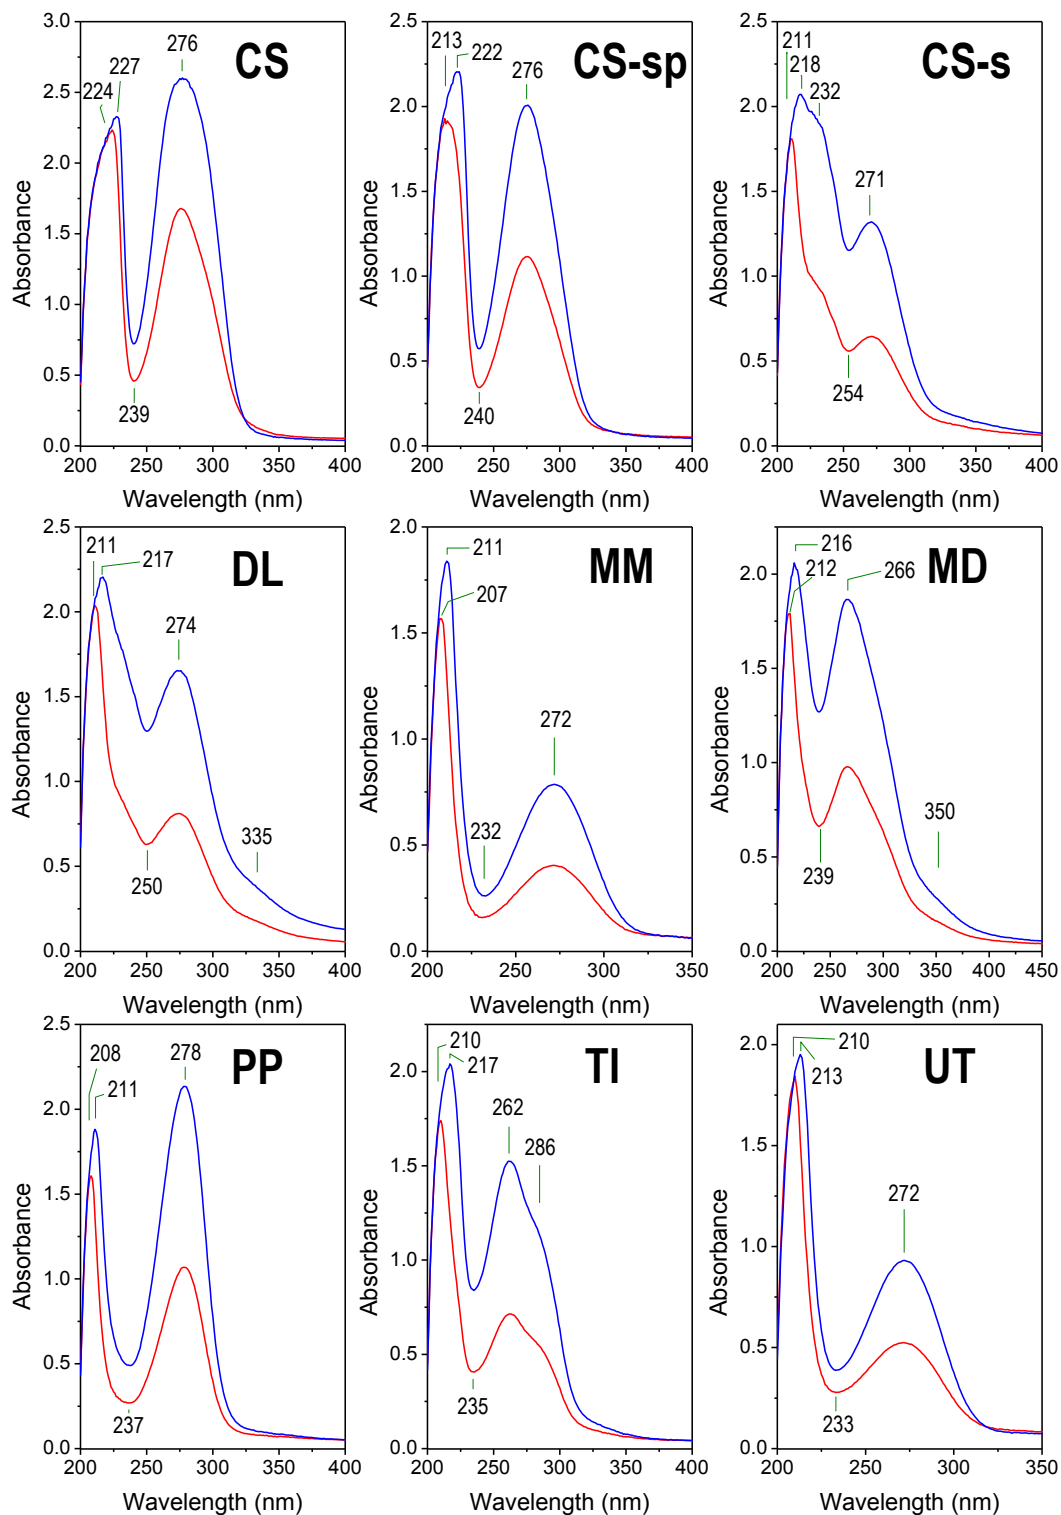 CS
276
227
224
239
3.0
2.5
2.0
1.5
1.0
0.5
0.0
Absorbance
200 250 300 350 400
Wavelength (nm)
CS-sp
213
222
276
240
2.5
2.0
1.5
1.0
0.5
0.0
Absorbance
200 250 300 350 400
Wavelength (nm)
CS-s
211
218
232
271
254
2.5
2.0
1.5
1.0
0.5
0.0
Absorbance
200 250 300 350 400
Wavelength (nm)
DL
211
217
274
335
250
2.5
2.0
1.5
1.0
0.5
0.0
Absorbance
200 250 300 350 400
Wavelength (nm)
MM
211
207
272
232
2.0
1.5
1.0
0.5
0.0
Absorbance
200 250 300 350
Wavelength (nm)
MD
216
212
266
350
239
2.0
1.5
1.0
0.5
0.0
Absorbance
200 250 300 350 400 450
Wavelength (nm)
PP
208
211
278
237
2.5
2.0
1.5
1.0
0.5
0.0
Absorbance
200 250 300 350 400
Wavelength (nm)
TI
210
217
262
286
235
2.0
1.5
1.0
0.5
0.0
Absorbance
200 250 300 350 400
Wavelength (nm)
UT
210
213
272
233
2.0
1.5
1.0
0.5
0.0
Absorbance
200 250 300 350
Wavelength (nm)